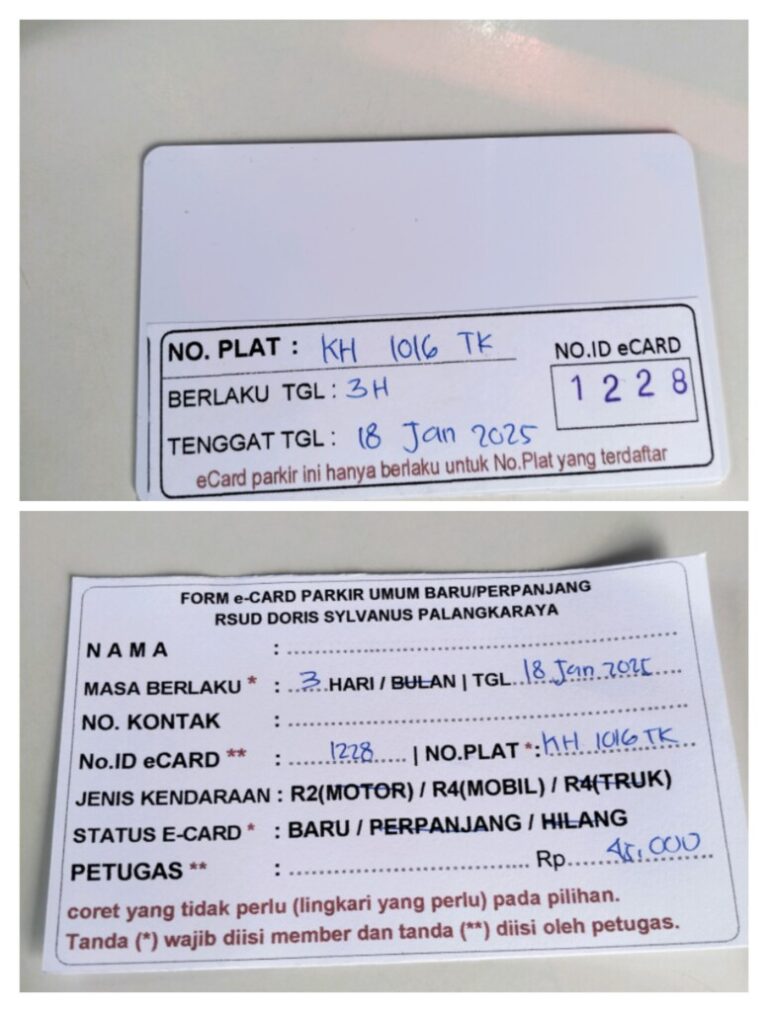 NO. PLAT : KH 1016 TK
NO.ID eCARD
1228
BERLAKU TGL : 3H
TENGGAT TGL : 18 Jan 2025
eCard parkir ini hanya berlaku untuk No.Plat yang terdaftar
FORM e-CARD PARKIR UMUM BARU/PERPANJANG
RSUD DORIS SYLVANUS PALANGKARAYA
NAMA :
MASA BERLAKU * : 3 HARI / BULAN | TGL 18 Jan 2025
NO. KONTAK :
No.ID eCARD ** : 1228 | NO.PLAT *: KH 1016 TK
JENIS KENDARAAN : R2(MOTOR) / R4(MOBIL) / R4(TRUK)
STATUS E-CARD * : BARU / PERPANJANG / HILANG
PETUGAS ** : Rp 45,000
coret yang tidak perlu (lingkari yang perlu) pada pilihan.
Tanda (*) wajib diisi member dan tanda (**) diisi oleh petugas.